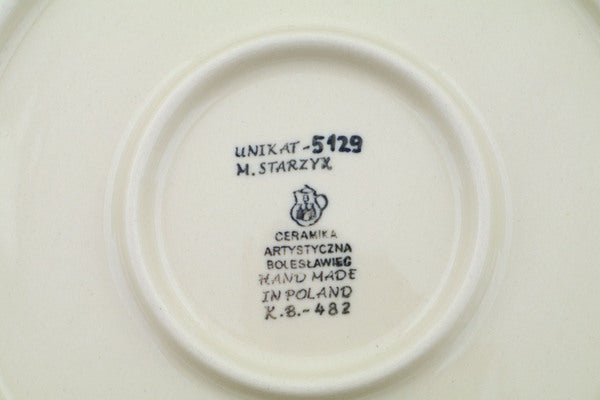 UNIKAT-5129
M. STARZYK
CERAMIKA
ARTYSTYCZNA
BOLESŁAWIEC
HAND MADE
IN POLAND
K.B.-482